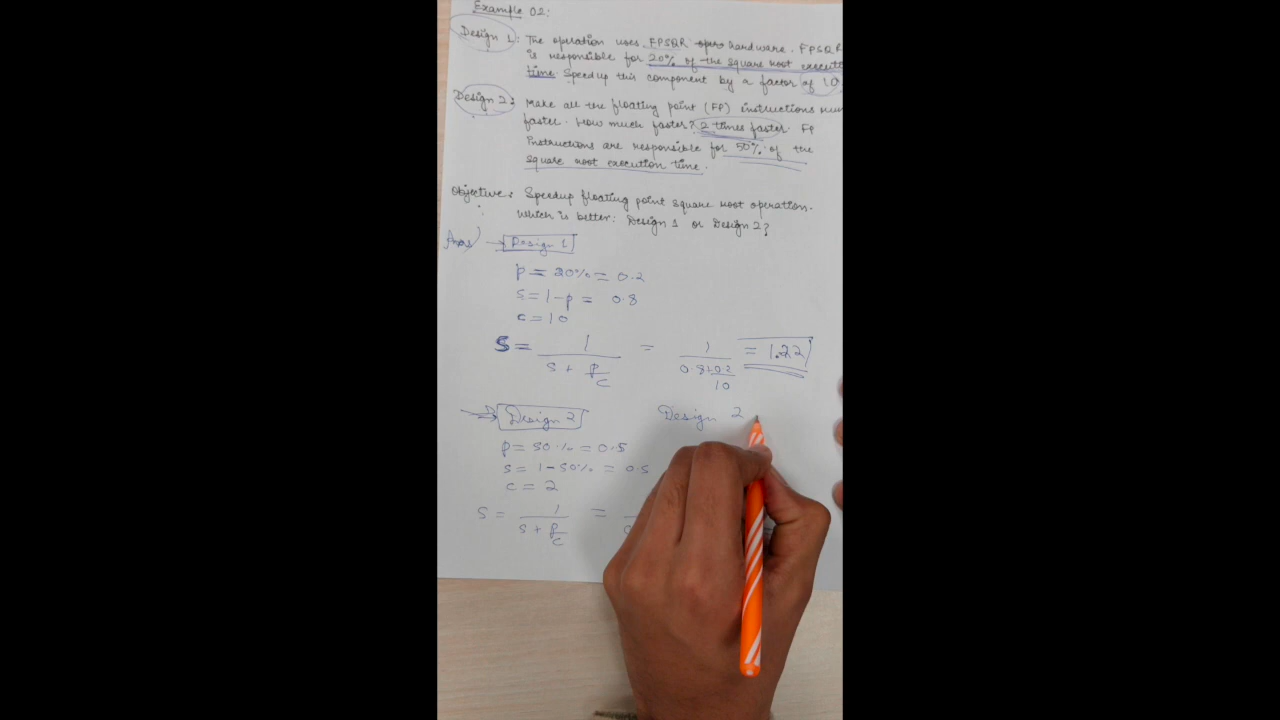 Example 02:
Design 1: The operation uses FPSQR hardware. FPSQR
is responsible for 20% of the square root execut
time. Speedup this component by a factor of 10
Design 2: Make all the floating point (FP) instructions run
faster. How much faster? 2 times faster. FP
instructions are responsible for 50% of the
square root execution time.
Objective: Speedup floating point square root operation.
Which is better: Design 1 or Design 2?
Ans) → Design 1
p = 20% = 0.2
s = 1 - p = 0.8
c = 10
S = 1 / s + p/c = 1 / 0.8+0.2/10 = 1.22
→ Design 2 Design 2
p = 50% = 0.5
s = 1 - 50% = 0.5
c = 2
S = 1 / s + p/c =